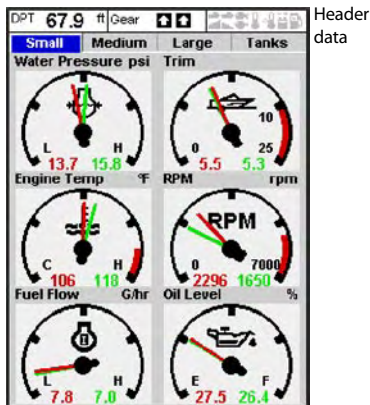 DPT 67.9 ft Gear
Header
data
Small Medium Large Tanks
Water Pressure psi Trim
L H 0 10 25
13.7 15.8 5.5 5.3
Engine Temp °F RPM rpm
RPM
C H 0 7000
106 118 2296 1650
Fuel Flow G/hr Oil Level %
L H E F
7.8 7.0 27.5 26.4